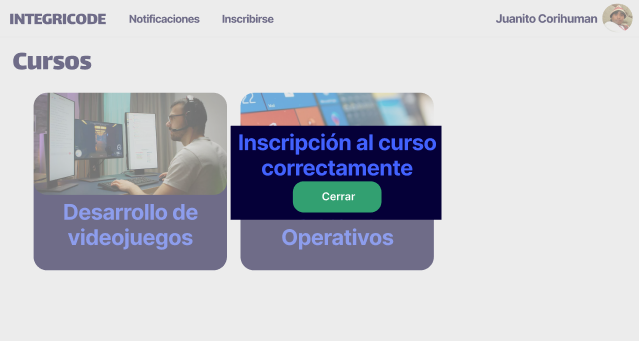 INTEGRICODE
Notificaciones
Inscribirse
Juanito Corihuman
Cursos
Desarrollo de
videojuegos
Inscripción al curso
correctamente
Cerrar
Operativos